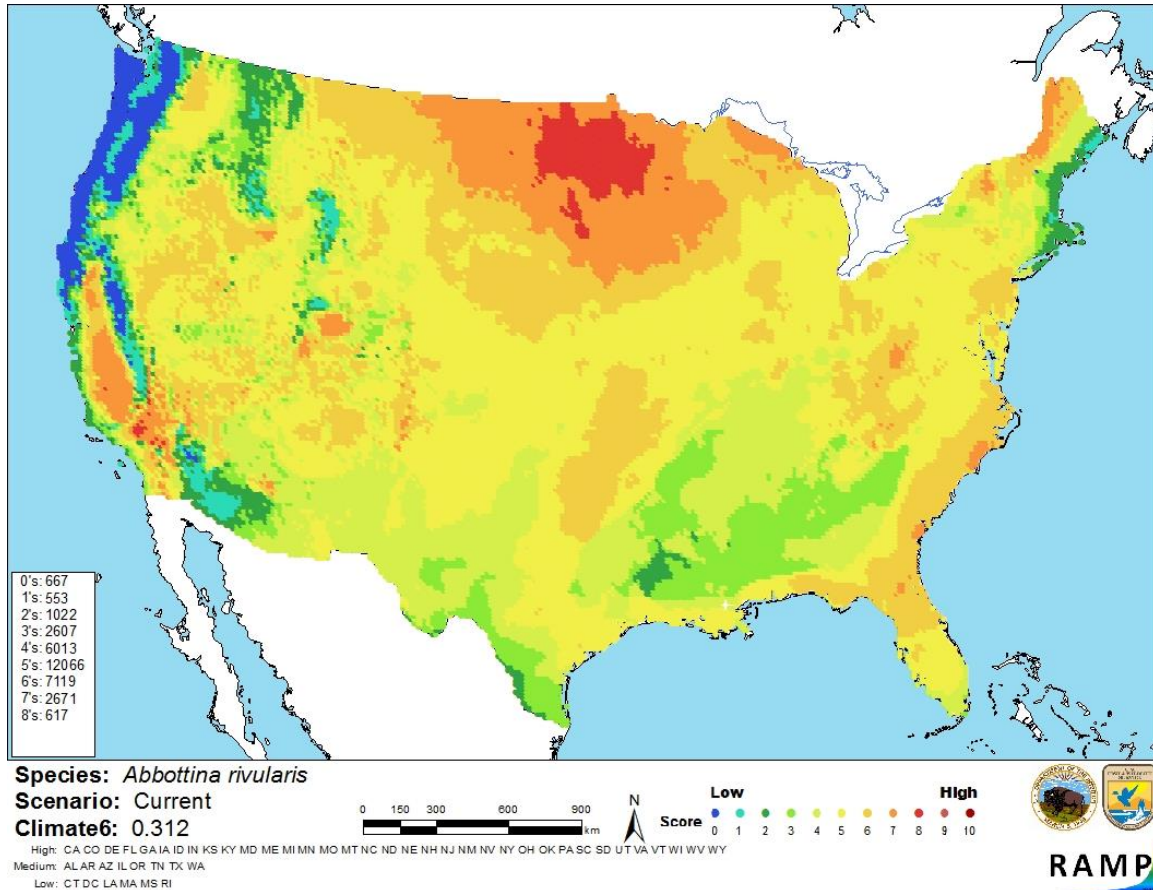 0's: 667
1's: 553
2's: 1022
3's: 2607
4's: 6013
5's: 12066
6's: 7119
7's: 2671
8's: 617
Species: Abbottina rivularis
Scenario: Current
Climate6: 0.312
High: CA CO DE FL GA IA ID IN KS KY MD ME MI MN MO MT NC ND NE NH NJ NM NV NY OH OK PA SC SD UT VA VT WI WV WY
Medium: AL AR AZ IL OR TN TX WA
Low: CT DC LA MA MS RI
0 150 300 600 900
km
N
Low High
Score 0 1 2 3 4 5 6 7 8 9 10
RAMP